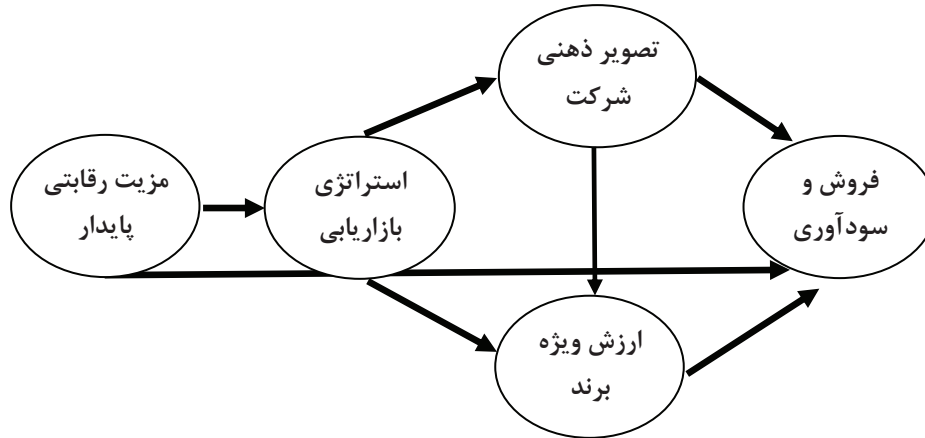 تصویر ذهنی
شرکت
مزیت رقابتی
پایدار
استراتژی
بازاریابی
فروش و
سودآوری
ارزش ویژه
برند